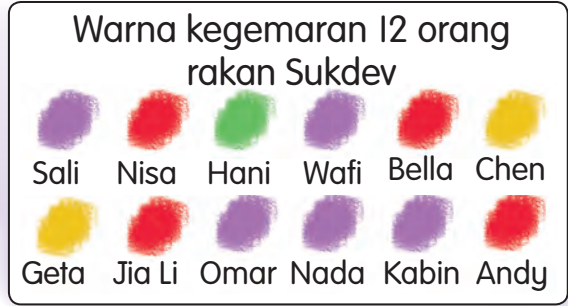 Warna kegemaran 12 orang
rakan Sukdev
Sali Nisa Hani Wafi Bella Chen
Geta Jia Li Omar Nada Kabin Andy